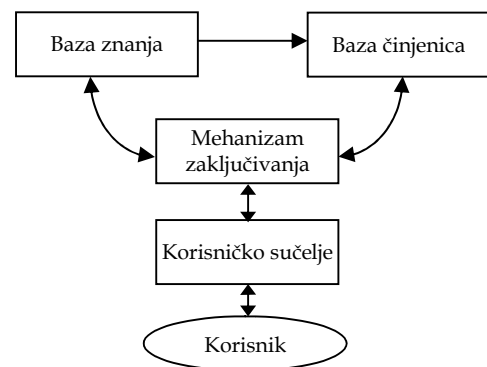 Baza znanja
Baza činjenica
Mehanizam
zaključivanja
Korisničko sučelje
Korisnik